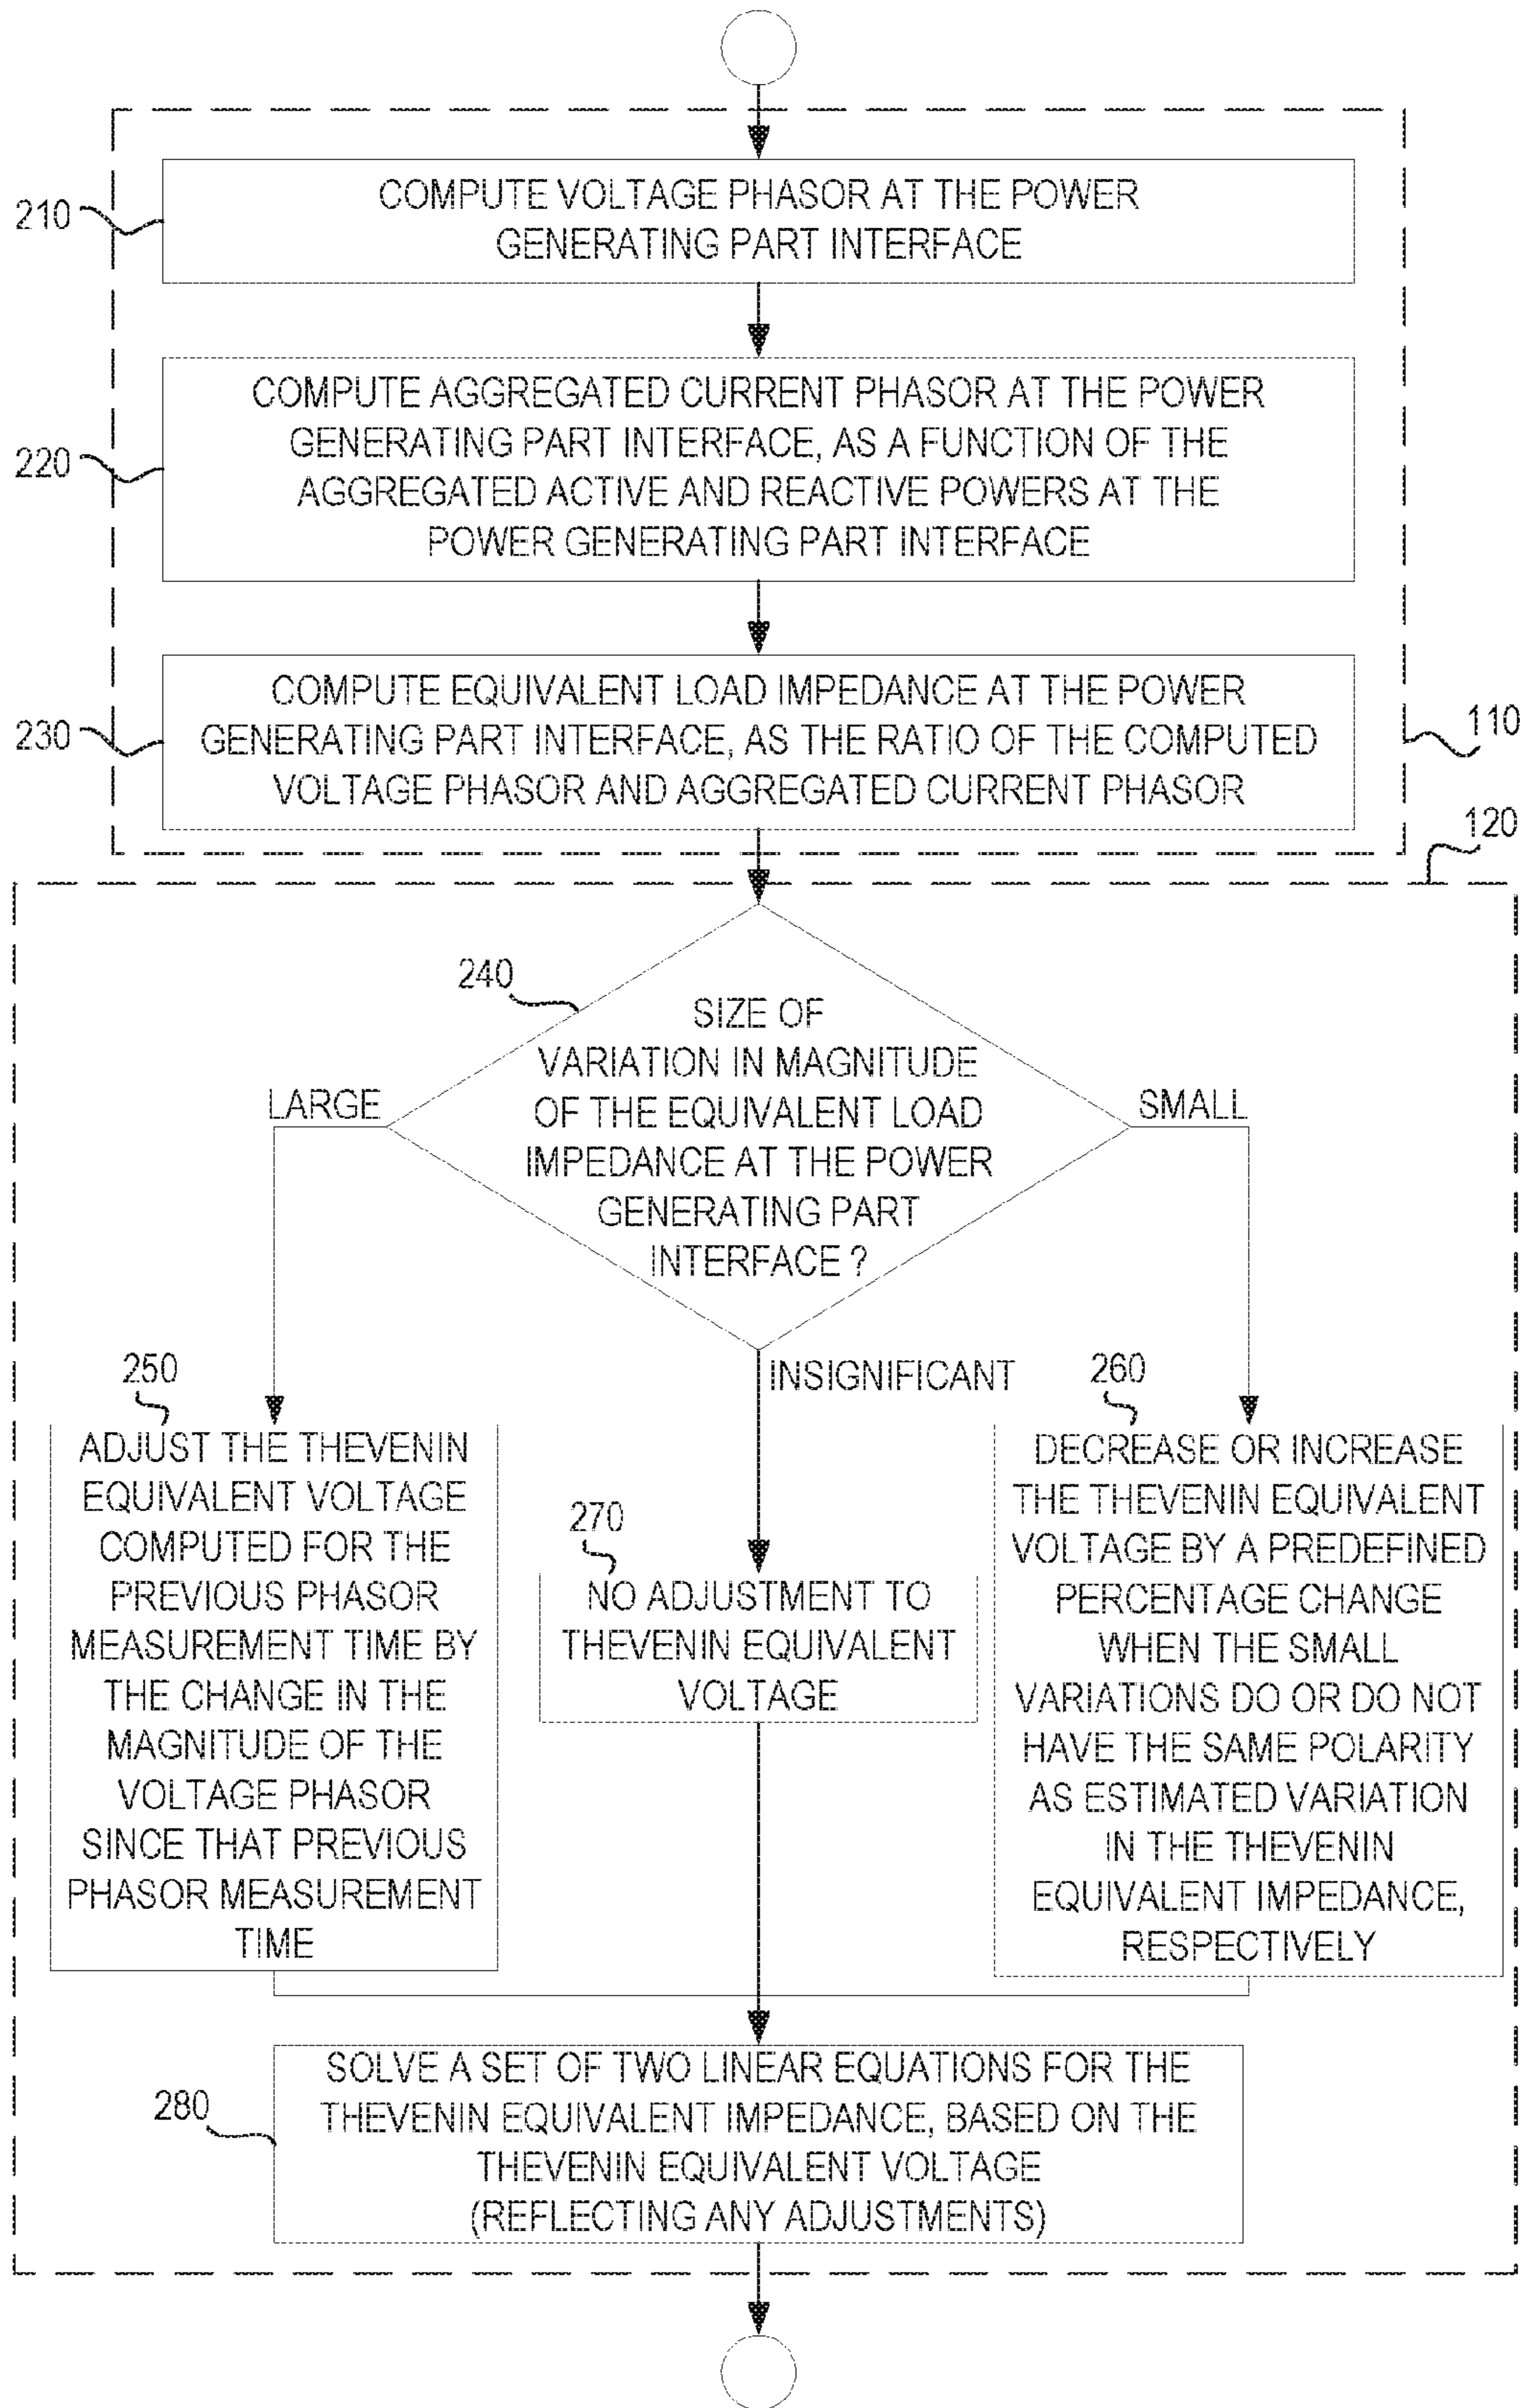 COMPUTE VOLTAGE PHASOR AT THE POWER
GENERATING PART INTERFACE
210
COMPUTE AGGREGATED CURRENT PHASOR AT THE POWER
GENERATING PART INTERFACE, AS A FUNCTION OF THE
AGGREGATED ACTIVE AND REACTIVE POWERS AT THE
POWER GENERATING PART INTERFACE
220
COMPUTE EQUIVALENT LOAD IMPEDANCE AT THE POWER
GENERATING PART INTERFACE, AS THE RATIO OF THE COMPUTED
VOLTAGE PHASOR AND AGGREGATED CURRENT PHASOR
230
110
120
240
SIZE OF
VARIATION IN MAGNITUDE
OF THE EQUIVALENT LOAD
IMPEDANCE AT THE POWER
GENERATING PART
INTERFACE ?
LARGE
SMALL
INSIGNIFICANT
250
ADJUST THE THEVENIN
EQUIVALENT VOLTAGE
COMPUTED FOR THE
PREVIOUS PHASOR
MEASUREMENT TIME BY
THE CHANGE IN THE
MAGNITUDE OF THE
VOLTAGE PHASOR
SINCE THAT PREVIOUS
PHASOR MEASUREMENT
TIME
270
NO ADJUSTMENT TO
THEVENIN EQUIVALENT
VOLTAGE
260
DECREASE OR INCREASE
THE THEVENIN EQUIVALENT
VOLTAGE BY A PREDEFINED
PERCENTAGE CHANGE
WHEN THE SMALL
VARIATIONS DO OR DO NOT
HAVE THE SAME POLARITY
AS ESTIMATED VARIATION
IN THE THEVENIN
EQUIVALENT IMPEDANCE,
RESPECTIVELY
280
SOLVE A SET OF TWO LINEAR EQUATIONS FOR THE
THEVENIN EQUIVALENT IMPEDANCE, BASED ON THE
THEVENIN EQUIVALENT VOLTAGE
(REFLECTING ANY ADJUSTMENTS)